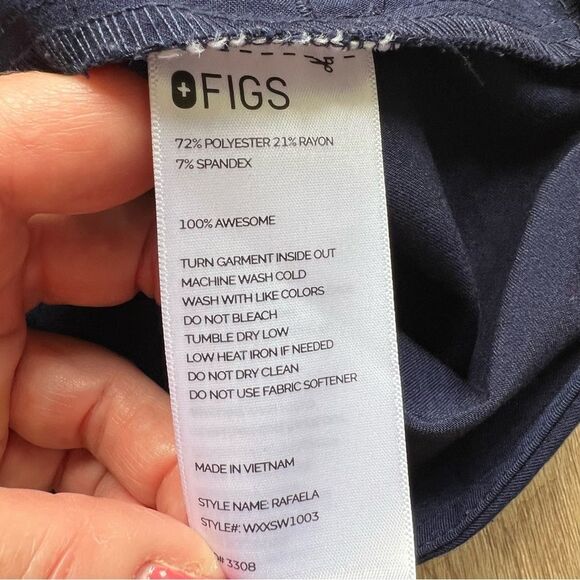 FIGS
72% POLYESTER 21% RAYON
7% SPANDEX
100% AWESOME
TURN GARMENT INSIDE OUT
MACHINE WASH COLD
WASH WITH LIKE COLORS
DO NOT BLEACH
TUMBLE DRY LOW
LOW HEAT IRON IF NEEDED
DO NOT DRY CLEAN
DO NOT USE FABRIC SOFTENER
MADE IN VIETNAM
STYLE NAME: RAFAELA
STYLE#: WXXSW1003
3308